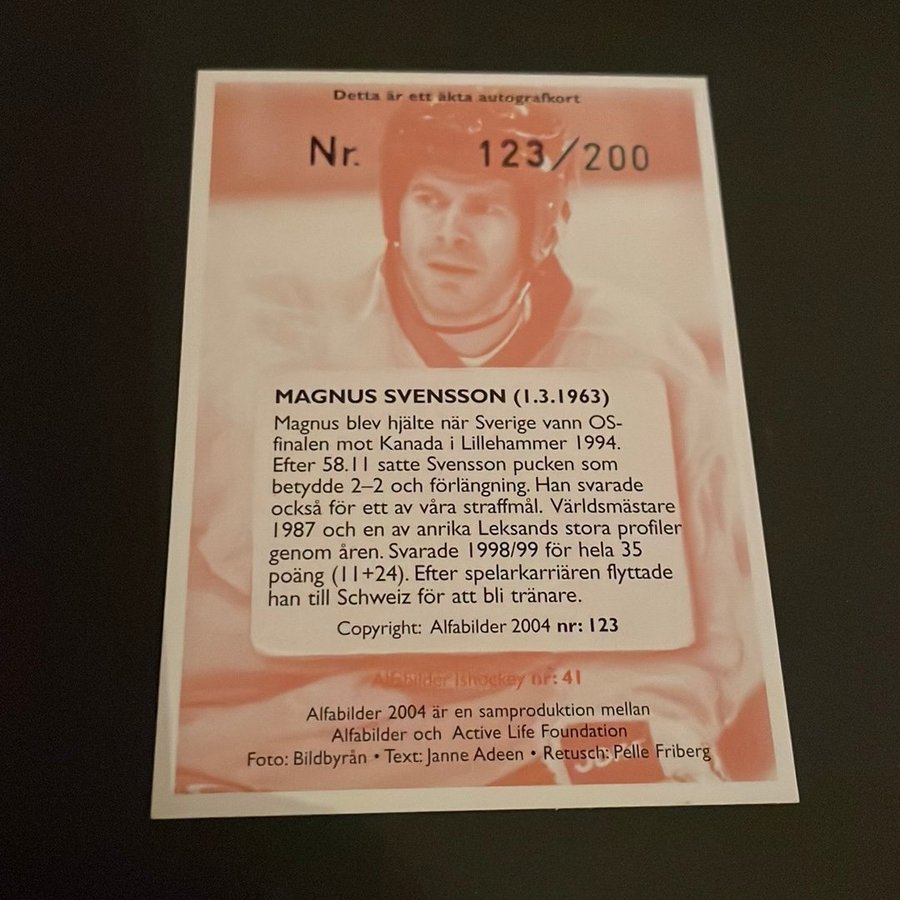 Detta är ett äkta autografkort
Nr. 123/200
MAGNUS SVENSSON (1.3.1963)
Magnus blev hjälte när Sverige vann OS-
finalen mot Kanada i Lillehammer 1994.
Efter 58.11 satte Svensson pucken som
betydde 2–2 och förlängning. Han svarade
också för ett av våra straffmål. Världsmästare
1987 och en av anrika Leksands stora profiler
genom åren. Svarade 1998/99 för hela 35
poäng (11+24). Efter spelarkarriären flyttade
han till Schweiz för att bli tränare.
Copyright: Alfabilder 2004 nr: 123
Alfabilder Ishockey nr: 41
Alfabilder 2004 är en samproduktion mellan
Alfabilder och Active Life Foundation
Foto: Bildbyrån • Text: Janne Adeen • Retusch: Pelle Friberg